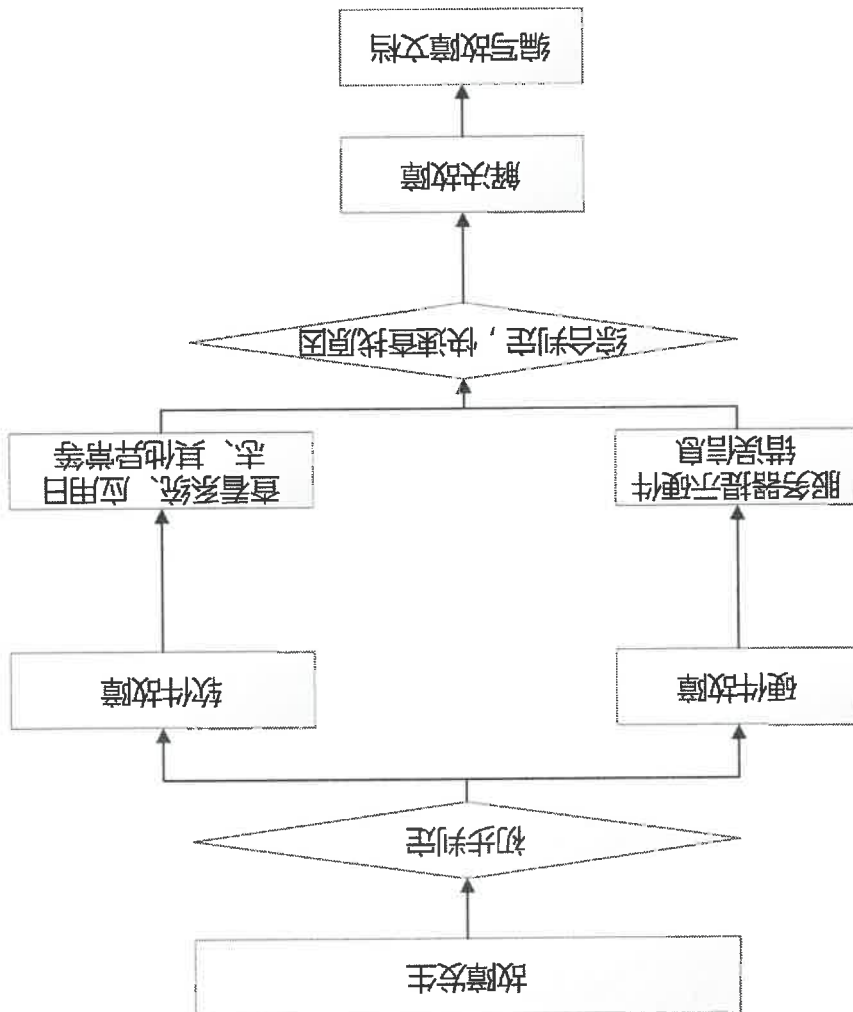 故障发生
初步判定
硬件故障
软件故障
服务器提示硬件
错误信息
查看系统、应用日
志、其他异常等
综合判定，快速查找原因
解决故障
编写故障文档